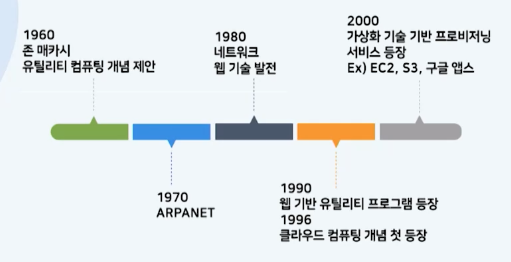 1960
존 매카시
유틸리티 컴퓨팅 개념 제안
1970
ARPANET
1980
네트워크
웹 기술 발전
1990
웹 기반 유틸리티 프로그램 등장
1996
클라우드 컴퓨팅 개념 첫 등장
2000
가상화 기술 기반 프로비저닝
서비스 등장
Ex) EC2, S3, 구글 앱스